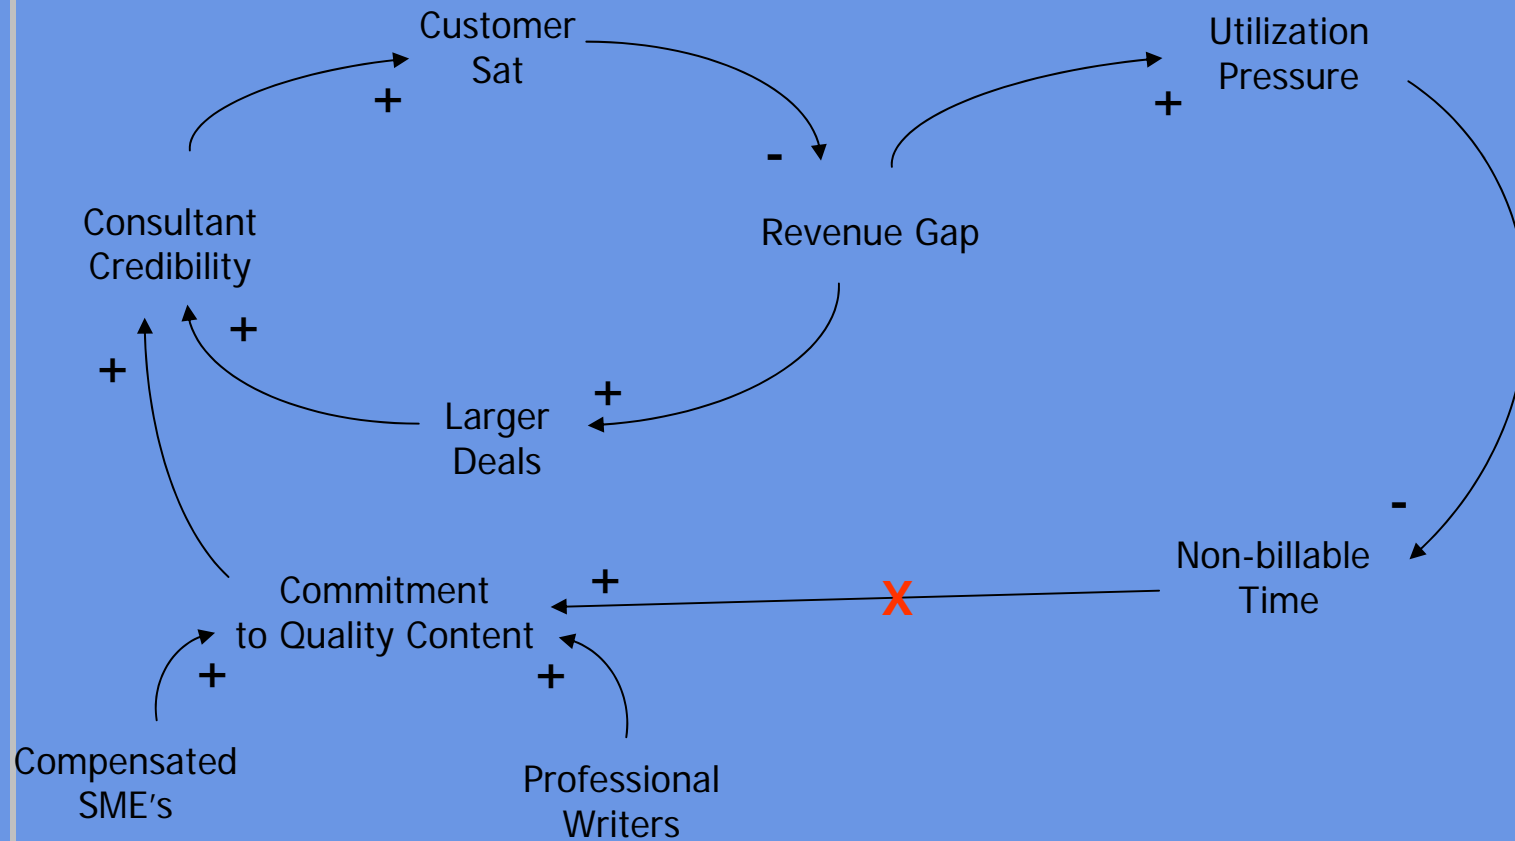 Customer
Sat
+
-
Utilization
Pressure
+
Consultant
Credibility
Revenue Gap
+
+
Larger
Deals
+
-
Non-billable
Time
X
+
Commitment
to Quality Content
+
+
Compensated
SME's
Professional
Writers